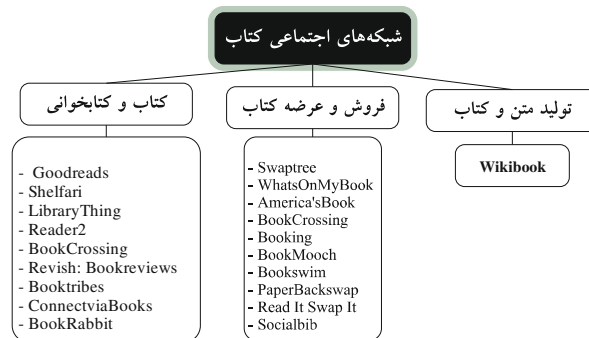 شبکه‌های اجتماعی کتاب
تولید متن و کتاب
Wikibook
فروش و عرضه کتاب
- Swaptree
- WhatsOnMyBook
- America'sBook
- BookCrossing
- Booking
- BookMooch
- Bookswim
- PaperBackswap
- Read It Swap It
- Socialbib
کتاب و کتابخوانی
- Goodreads
- Shelfari
- LibraryThing
- Reader2
- BookCrossing
- Revish: Bookreviews
- Booktribes
- ConnectviaBooks
- BookRabbit